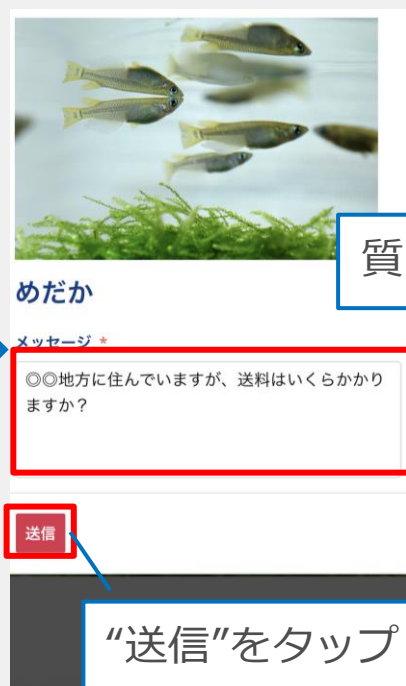 質
めだか
メッセージ *
◎◎地方に住んでいますが、送料はいくらかかり
ますか？
送信
“送信”をタップ